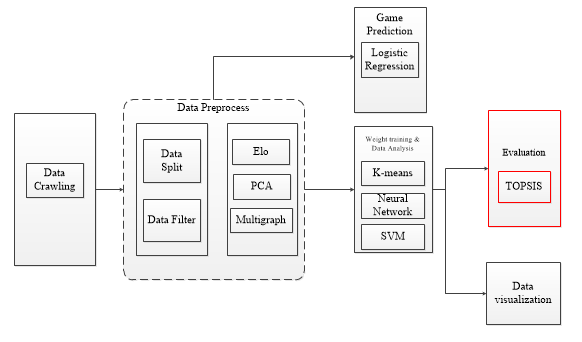 Data
Crawling
Data Preprocess
Data
Split
Data Filter
Elo
PCA
Multigraph
Game
Prediction
Logistic
Regression
Weight training &
Data Analysis
K-means
Neural
Network
SVM
Evaluation
TOPSIS
Data
visualization